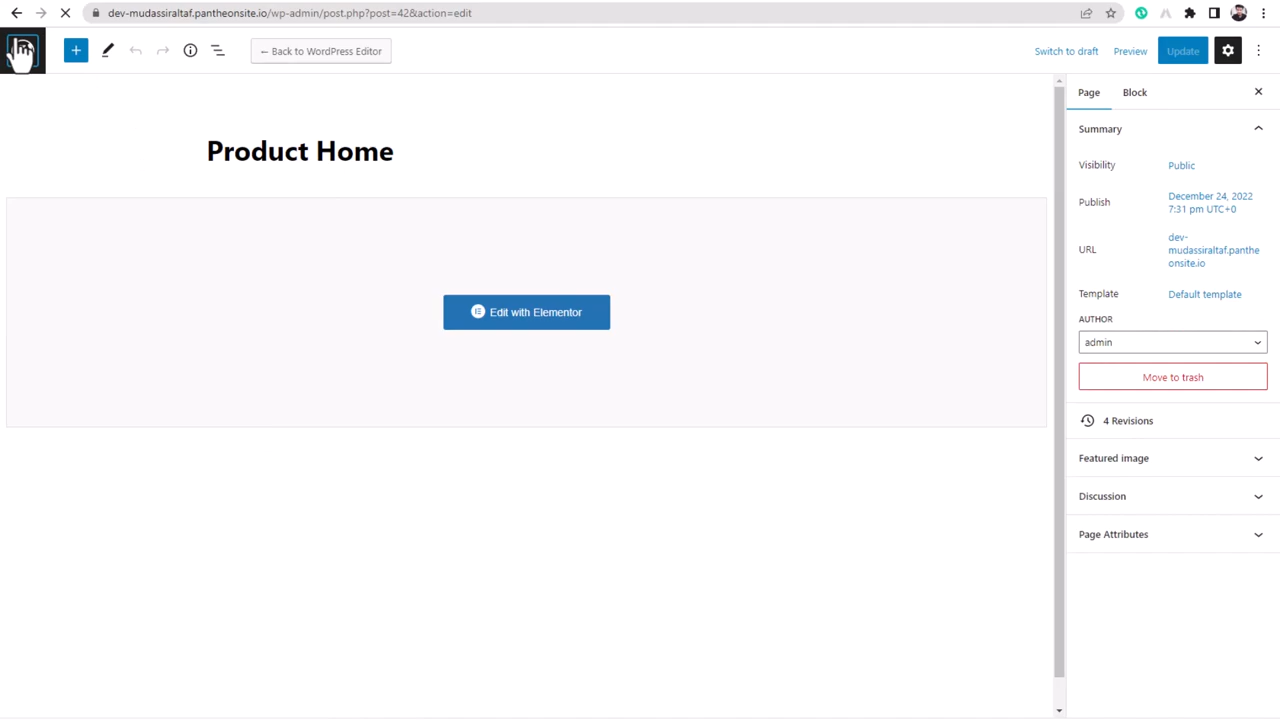 dev-mudassiraltaf.pantheonsite.io/wp-admin/post.php?post=42&action=edit
← Back to WordPress Editor
Switch to draft
Preview
Update
Page
Block
Summary
Product Home
Visibility
Public
Publish
December 24, 2022
7:31 pm UTC+0
URL
dev-
mudassiraltaf.panthe
onsite.io
Template
Default template
Edit with Elementor
AUTHOR
admin
Move to trash
4 Revisions
Featured image
Discussion
Page Attributes